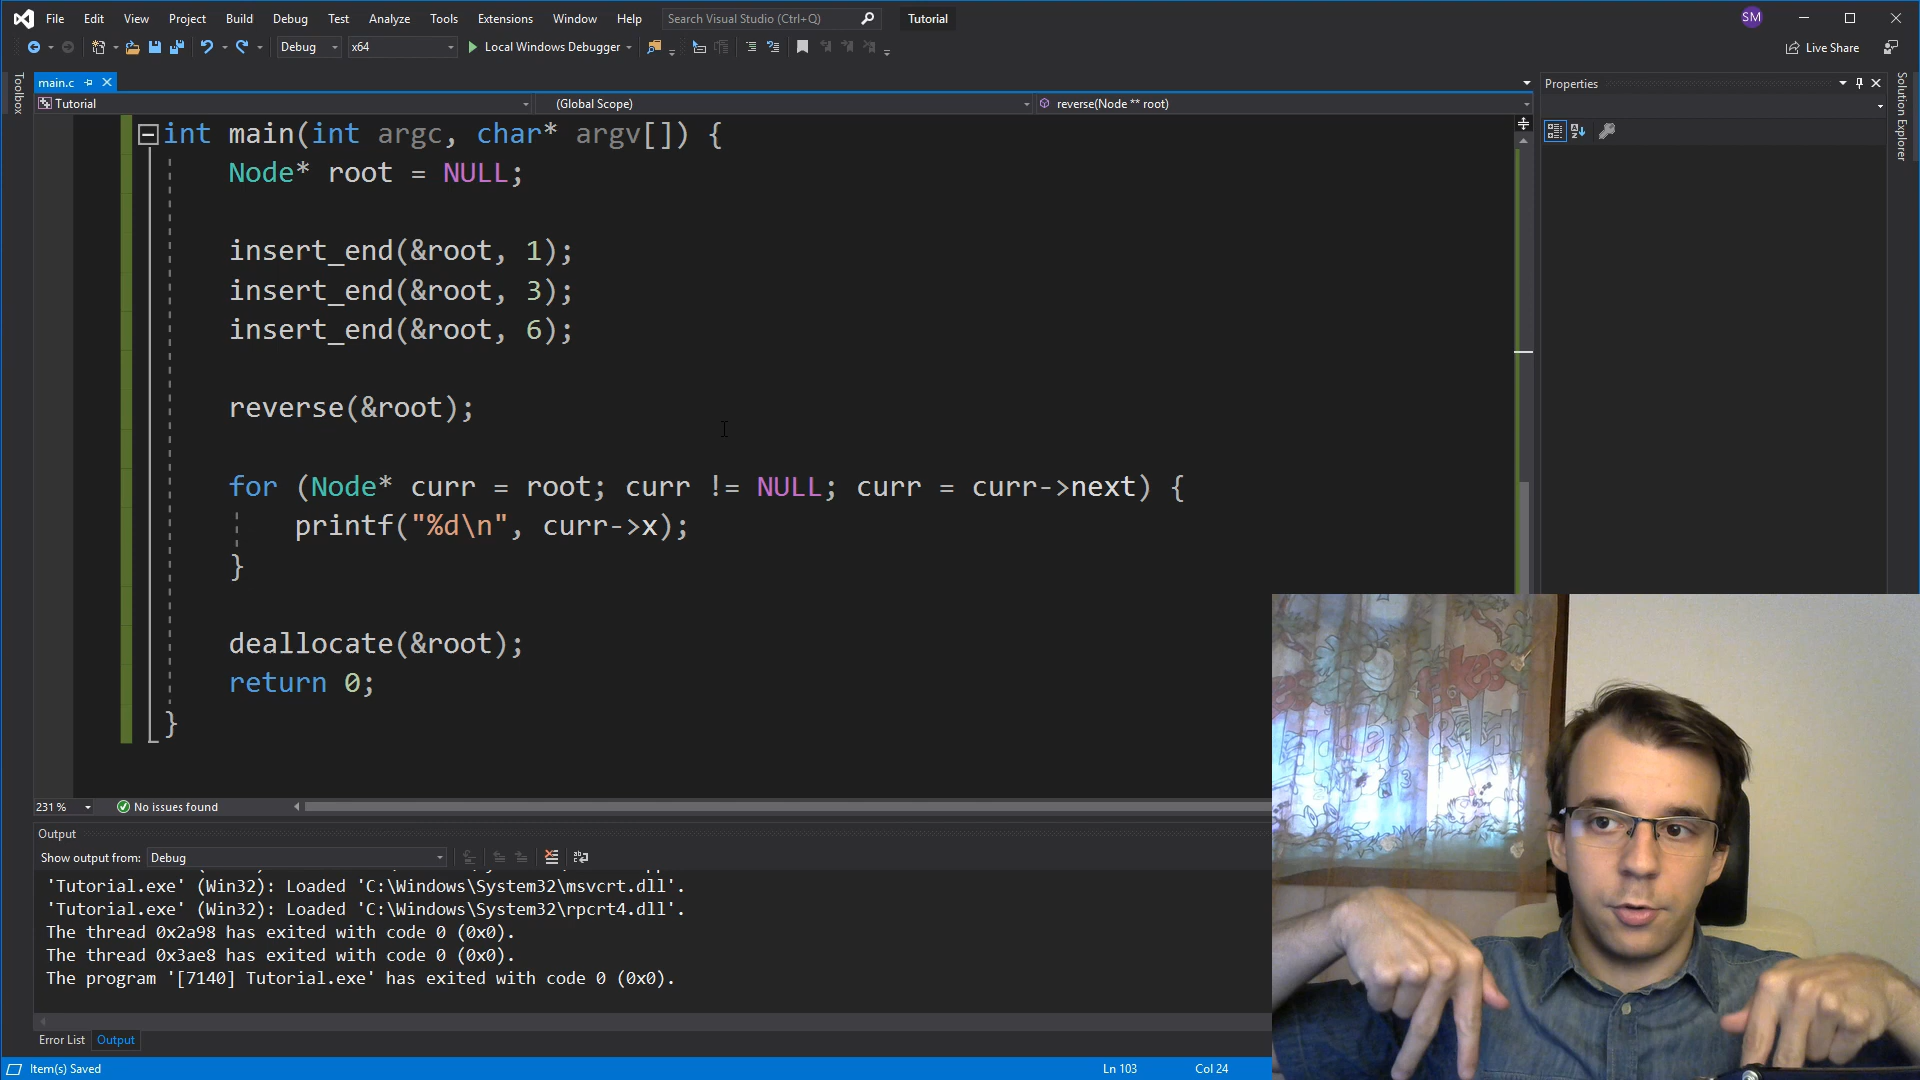 File Edit View Project Build Debug Test Analyze Tools Extensions Window Help Search Visual Studio (Ctrl+Q) Tutorial SM
Debug x64 Local Windows Debugger Live Share
Toolbox
main.c
Properties
Solution Explorer
Tutorial (Global Scope) reverse(Node ** root)
int main(int argc, char* argv[]) {
Node* root = NULL;
insert_end(&root, 1);
insert_end(&root, 3);
insert_end(&root, 6);
reverse(&root);
for (Node* curr = root; curr != NULL; curr = curr->next) {
printf("%d\n", curr->x);
}
deallocate(&root);
return 0;
}
231 % No issues found
Output
Show output from: Debug
'Tutorial.exe' (Win32): Loaded 'C:\Windows\System32\msvcrt.dll'.
'Tutorial.exe' (Win32): Loaded 'C:\Windows\System32\rpcrt4.dll'.
The thread 0x2a98 has exited with code 0 (0x0).
The thread 0x3ae8 has exited with code 0 (0x0).
The program '[7140] Tutorial.exe' has exited with code 0 (0x0).
Error List Output
Item(s) Saved Ln 103 Col 24